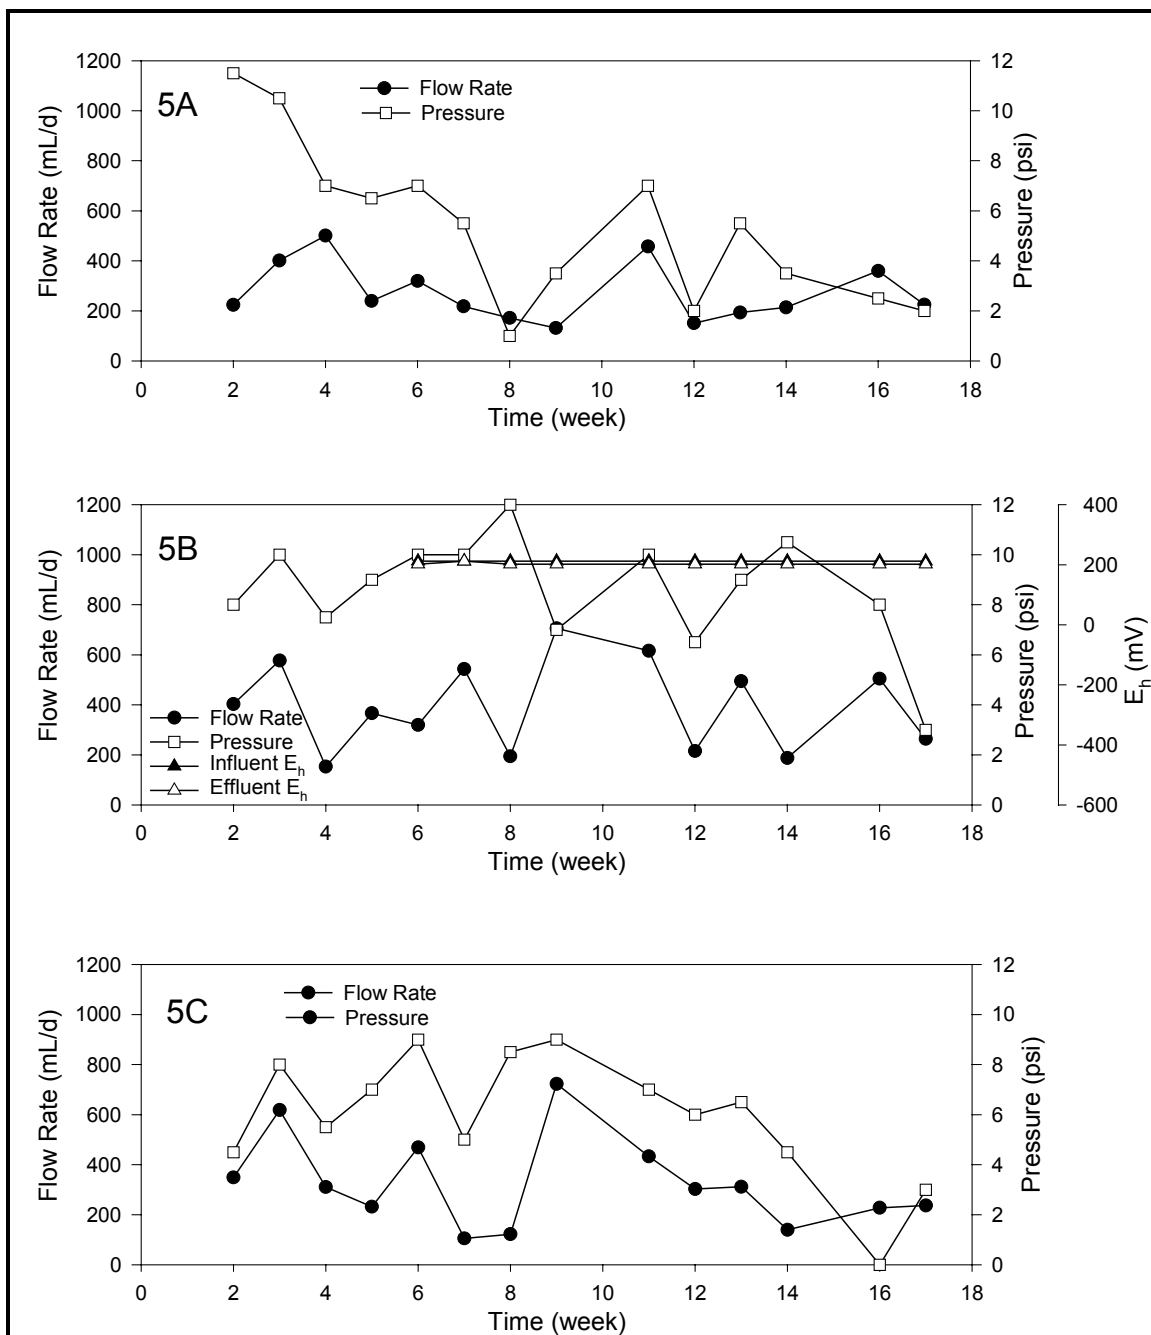 5A
Flow Rate
Pressure
Flow Rate (mL/d)
1200
1000
800
600
400
200
0
Pressure (psi)
12
10
8
6
4
2
0
0 2 4 6 8 10 12 14 16 18
Time (week)
5B
Flow Rate
Pressure
Influent Eh
Effluent Eh
Flow Rate (mL/d)
1200
1000
800
600
400
200
0
Pressure (psi)
12
10
8
6
4
2
0
Eh (mV)
400
200
0
-200
-400
-600
0 2 4 6 8 10 12 14 16 18
Time (week)
5C
Flow Rate
Pressure
Flow Rate (mL/d)
1200
1000
800
600
400
200
0
Pressure (psi)
12
10
8
6
4
2
0
0 2 4 6 8 10 12 14 16 18
Time (week)